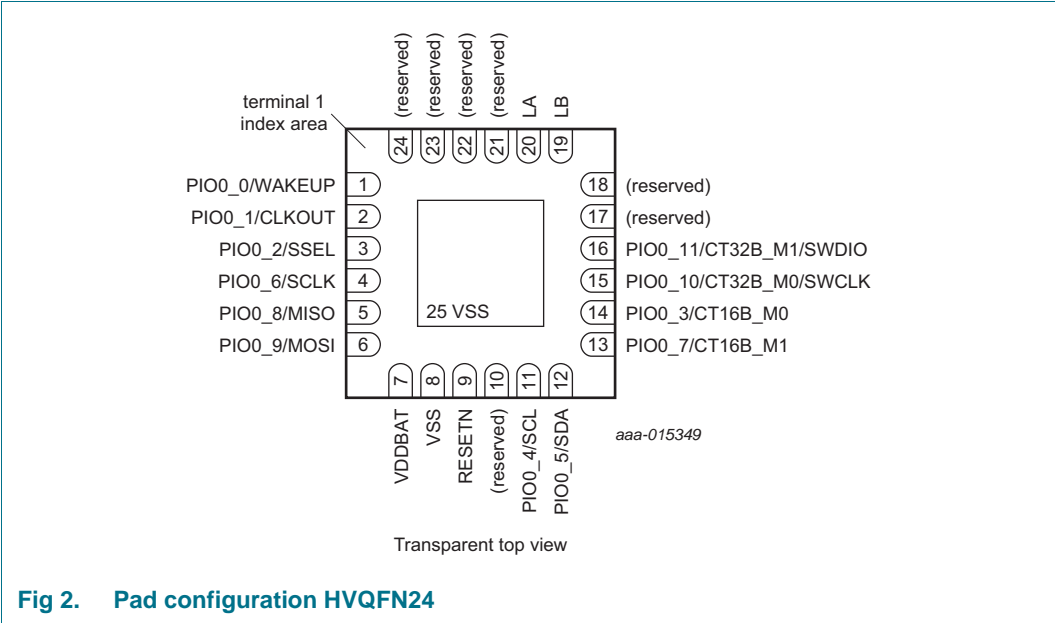 (reserved)
(reserved)
(reserved)
(reserved)
LA
LB
terminal 1
index area
24
23
22
21
20
19
PIO0_0/WAKEUP 1
18 (reserved)
PIO0_1/CLKOUT 2
17 (reserved)
PIO0_2/SSEL 3
16 PIO0_11/CT32B_M1/SWDIO
PIO0_6/SCLK 4
15 PIO0_10/CT32B_M0/SWCLK
PIO0_8/MISO 5
25 VSS
14 PIO0_3/CT16B_M0
PIO0_9/MOSI 6
13 PIO0_7/CT16B_M1
7
8
9
10
11
12
VDDBAT
VSS
RESETN
(reserved)
PIO0_4/SCL
PIO0_5/SDA
aaa-015349
Transparent top view
Fig 2. Pad configuration HVQFN24